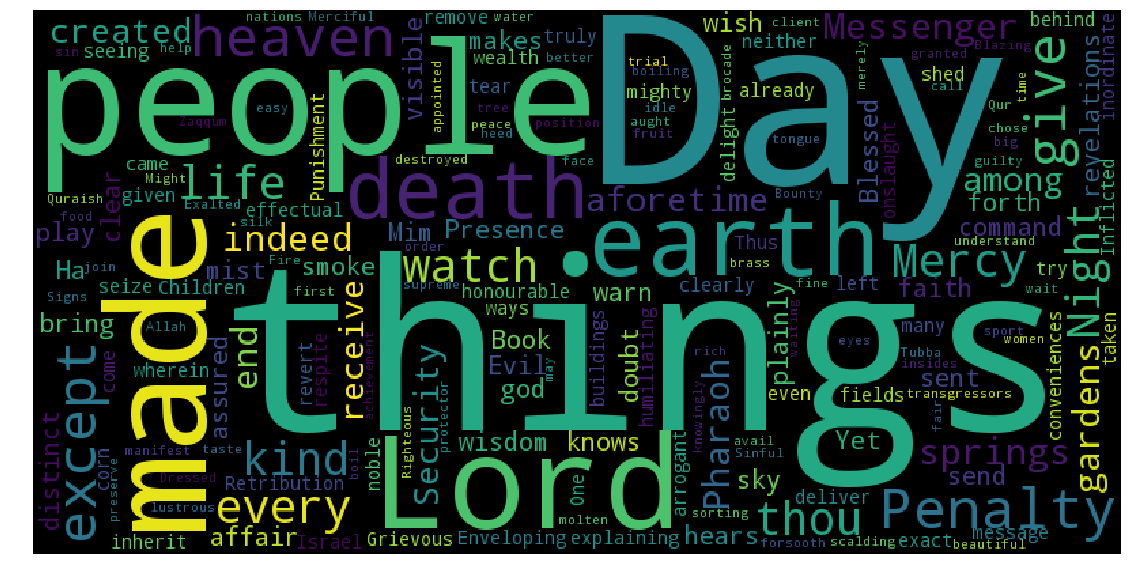 created
nations
Merciful
remove
water
wish
Messenger
behind
seeing
heaven
sin
help
makes
truly
client
neither
granted
Blazing
people
Day
wealth
better
tear
visible
appointed
trial
boiling
mighty
already
shed
call
give
revelations
inordinate
time
easy
tree
peace
idle
aught
brocade
merely
Zaqqum
position
heed
fruit
delight
Qur
chose
big
Punishment
destroyed
face
tongue
Blessed
onslaught
guilty
came
Might
life
death
aforetime
Bounty
among
Quraish
given
clear
Exalted
effectual
forth
food
silk
play
indeed
Mim
Presence
earth
Thus
command
Night
Inflicted
order
understand
made
Ha
join
mist
smoke
watch
brass
clearly
Mercy
try
seize
Children
first
supreme
honourable
warn
fine
left
faith
wait
Signs
Fire
things
bring
Allah
ways
many
sport
women
taken
end
receive
Book
doubt
plainly
except
wherein
revert
respite
achievement
Security
Evil
god
buildings
humiliating
rich
waiting
eyes
Tubba
insides
sent
conveniences
come
assured
may
protector
Pharaoh
even
fields
transgressors
gardens
fair
distinct
corn
taste
manifest
preserve
kind
noble
Righteous
boil
Lord
wisdom
knows
arrogant
knowingly
avail
Sinful
Yet
springs
Dressed
Retribution
One
sky
send
lustrous
every
molten
sorting
thou
deliver
Penalty
inherit
affair
Israel
Grievous
Enveloping
explaining
hears
forsooth
scalding
exact
message
beautiful